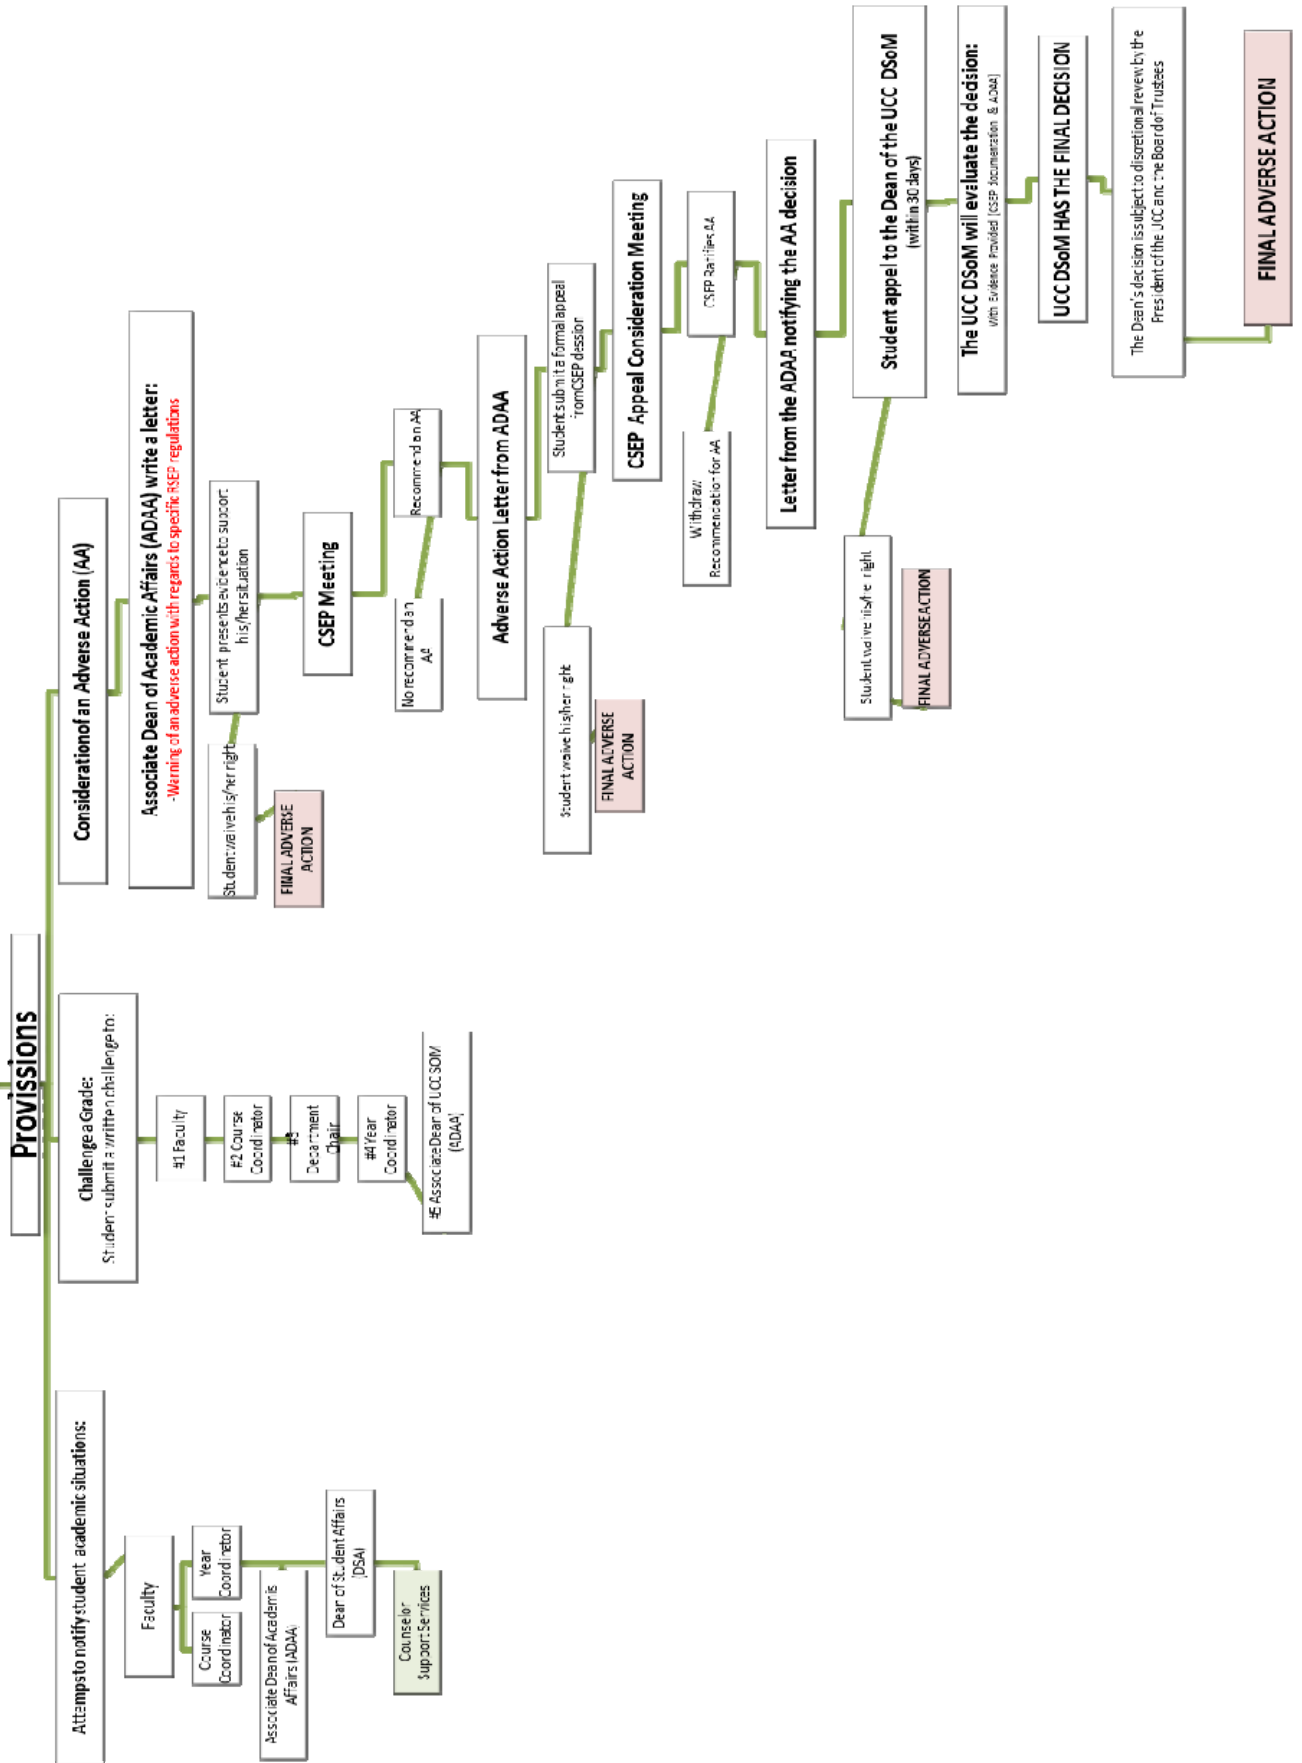 Provissions
Attemps to notify student academic situations:
Faculty
Course
Coordinator
Year
Coordinator
Associate Dean of Academis
Affairs (ADAA)
Dean of Student Affairs
(DSA)
Counselor
Support Services
Challenge a Grade:
Student submit a written challenge to:
#1 Faculty
#2 Course
Coordinator
#3
Department
Chair
#4 Year
Coordinator
#5 Associate Dean of UCC SOM
(ADAA)
Consideration of an Adverse Action (AA)
Associate Dean of Academic Affairs (ADAA) write a letter:
-Warning of an adverse action with regards to specific RSEP regulations
Student waive his/her right
FINAL ADVERSE
ACTION
Student presents evidence to support
his/her situation
CSEP Meeting
No recommend an
AA
Recommend an AA
Adverse Action Letter from ADAA
Student waive his/her right
FINAL ADVERSE
ACTION
Student submit a formal appeal
from CSEP dession
CSEP Appeal Consideration Meeting
Withdraw
Recommendation for AA
CSEP Ratifies AA
Letter from the ADAA notifying the AA decision
Student waive his/her right
FINAL ADVERSE ACTION
Student appel to the Dean of the UCC DSoM
(within 30 days)
The UCC DSoM will evaluate the decision:
With Evidence Provided [CSEP documentation & ADAA]
UCC DSoM HAS THE FINAL DECISION
The Dean's decision is subject to discretional review by the
President of the UCC and the Board of Trustees
FINAL ADVERSE ACTION